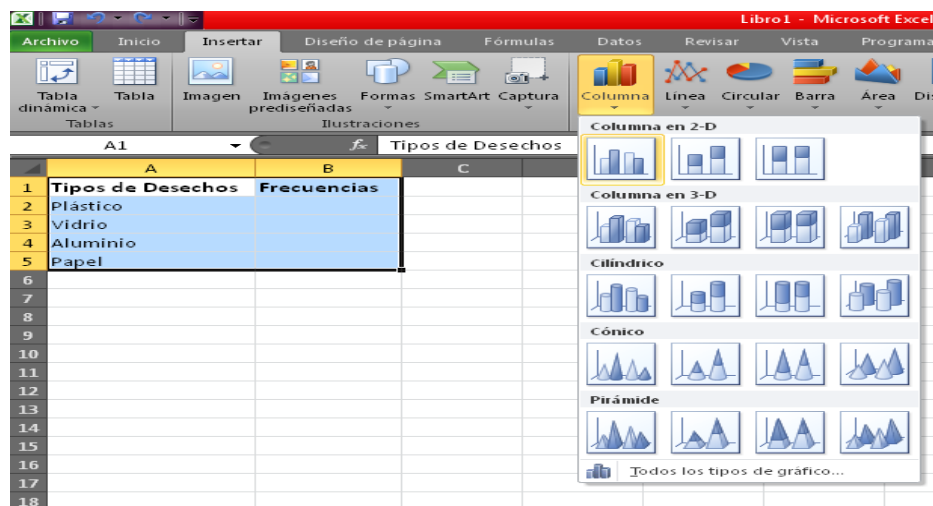 Libro1 - Microsoft Excel
Archivo Inicio Insertar Diseño de página Fórmulas Datos Revisar Vista Programa
Tabla dinámica Tabla Imagen Imágenes prediseñadas Formas SmartArt Captura Columna Línea Circular Barra Área Di
Tablas Ilustraciones
A1 fx Tipos de Desechos
A B C
1 Tipos de Desechos Frecuencias
2 Plástico
3 Vidrio
4 Aluminio
5 Papel
6
7
8
9
10
11
12
13
14
15
16
17
18
Columna en 2-D
Columna en 3-D
Cilíndrico
Cónico
Pirámide
Todos los tipos de gráfico...